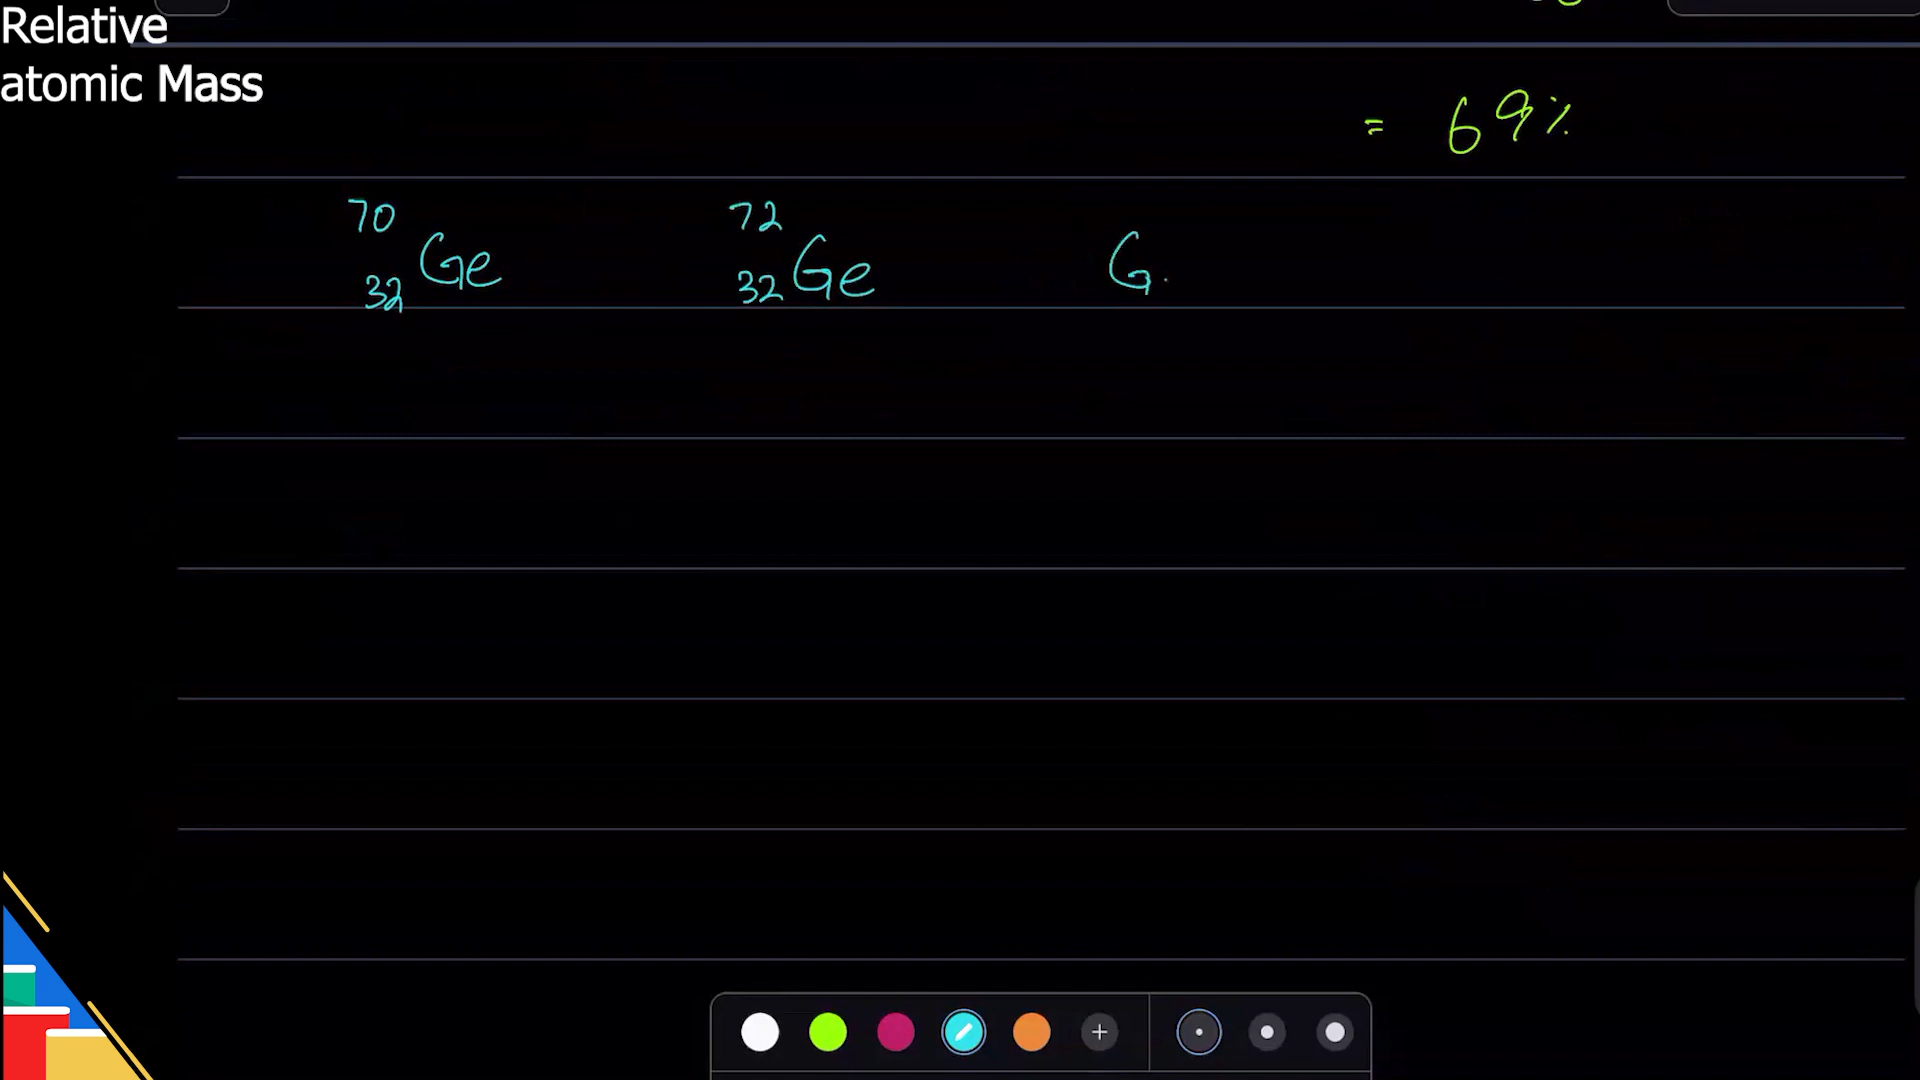 Relative
atomic Mass
= 69%
70 32 Ge 72 32 Ge G